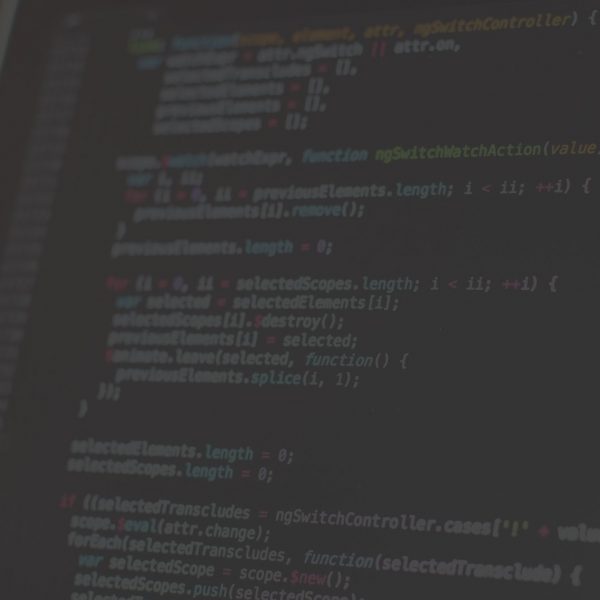 link: function(scope, element, attr, ngSwitchController) {
var watchExpr = attr.ngSwitch || attr.on,
selectedTranscludes = [],
selectedElements = [],
previousElements = [],
selectedScopes = [];
scope.$watch(watchExpr, function ngSwitchWatchAction(value)
var i, ii;
for (i = 0, ii = previousElements.length; i < ii; ++i) {
previousElements[i].remove();
}
previousElements.length = 0;
for (i = 0, ii = selectedScopes.length; i < ii; ++i) {
var selected = selectedElements[i];
selectedScopes[i].$destroy();
previousElements[i] = selected;
$animate.leave(selected, function() {
previousElements.splice(i, 1);
});
}
selectedElements.length = 0;
selectedScopes.length = 0;
if ((selectedTranscludes = ngSwitchController.cases['!' + value
scope.$eval(attr.change);
forEach(selectedTranscludes, function(selectedTransclude) {
var selectedScope = scope.$new();
selectedScopes.push(selectedScope);